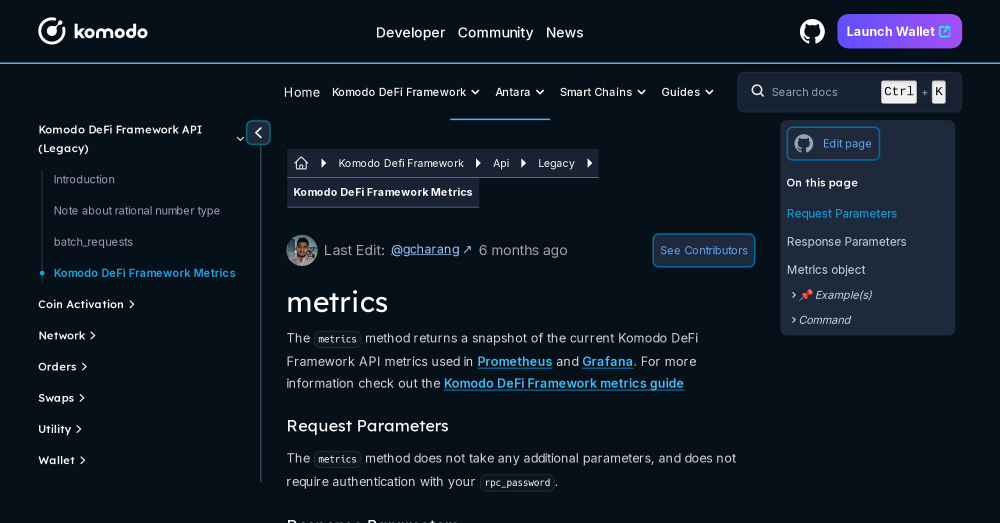 komodo
Developer Community News
Launch Wallet
Home Komodo DeFi Framework Antara Smart Chains Guides
Search docs Ctrl + K
Komodo DeFi Framework API
(Legacy)
Introduction
Note about rational number type
batch_requests
Komodo DeFi Framework Metrics
Coin Activation
Network
Orders
Swaps
Utility
Wallet
Komodo Defi Framework Api Legacy
Komodo DeFi Framework Metrics
Last Edit: @gcharang ↗ 6 months ago
See Contributors
metrics
The metrics method returns a snapshot of the current Komodo DeFi
Framework API metrics used in Prometheus and Grafana. For more
information check out the Komodo DeFi Framework metrics guide
Request Parameters
The metrics method does not take any additional parameters, and does not
require authentication with your rpc_password.
Response Parameters
Edit page
On this page
Request Parameters
Response Parameters
Metrics object
📌 Example(s)
Command